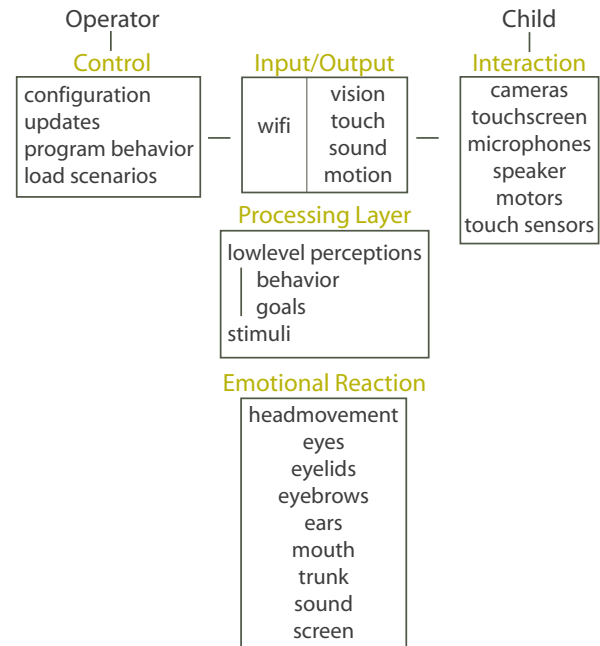 Operator
Child
Control
Input/Output
Interaction
configuration
updates
program behavior
load scenarios
wifi
vision
touch
sound
motion
cameras
touchscreen
microphones
speaker
motors
touch sensors
Processing Layer
lowlevel perceptions
behavior
goals
stimuli
Emotional Reaction
headmovement
eyes
eyelids
eyebrows
ears
mouth
trunk
sound
screen